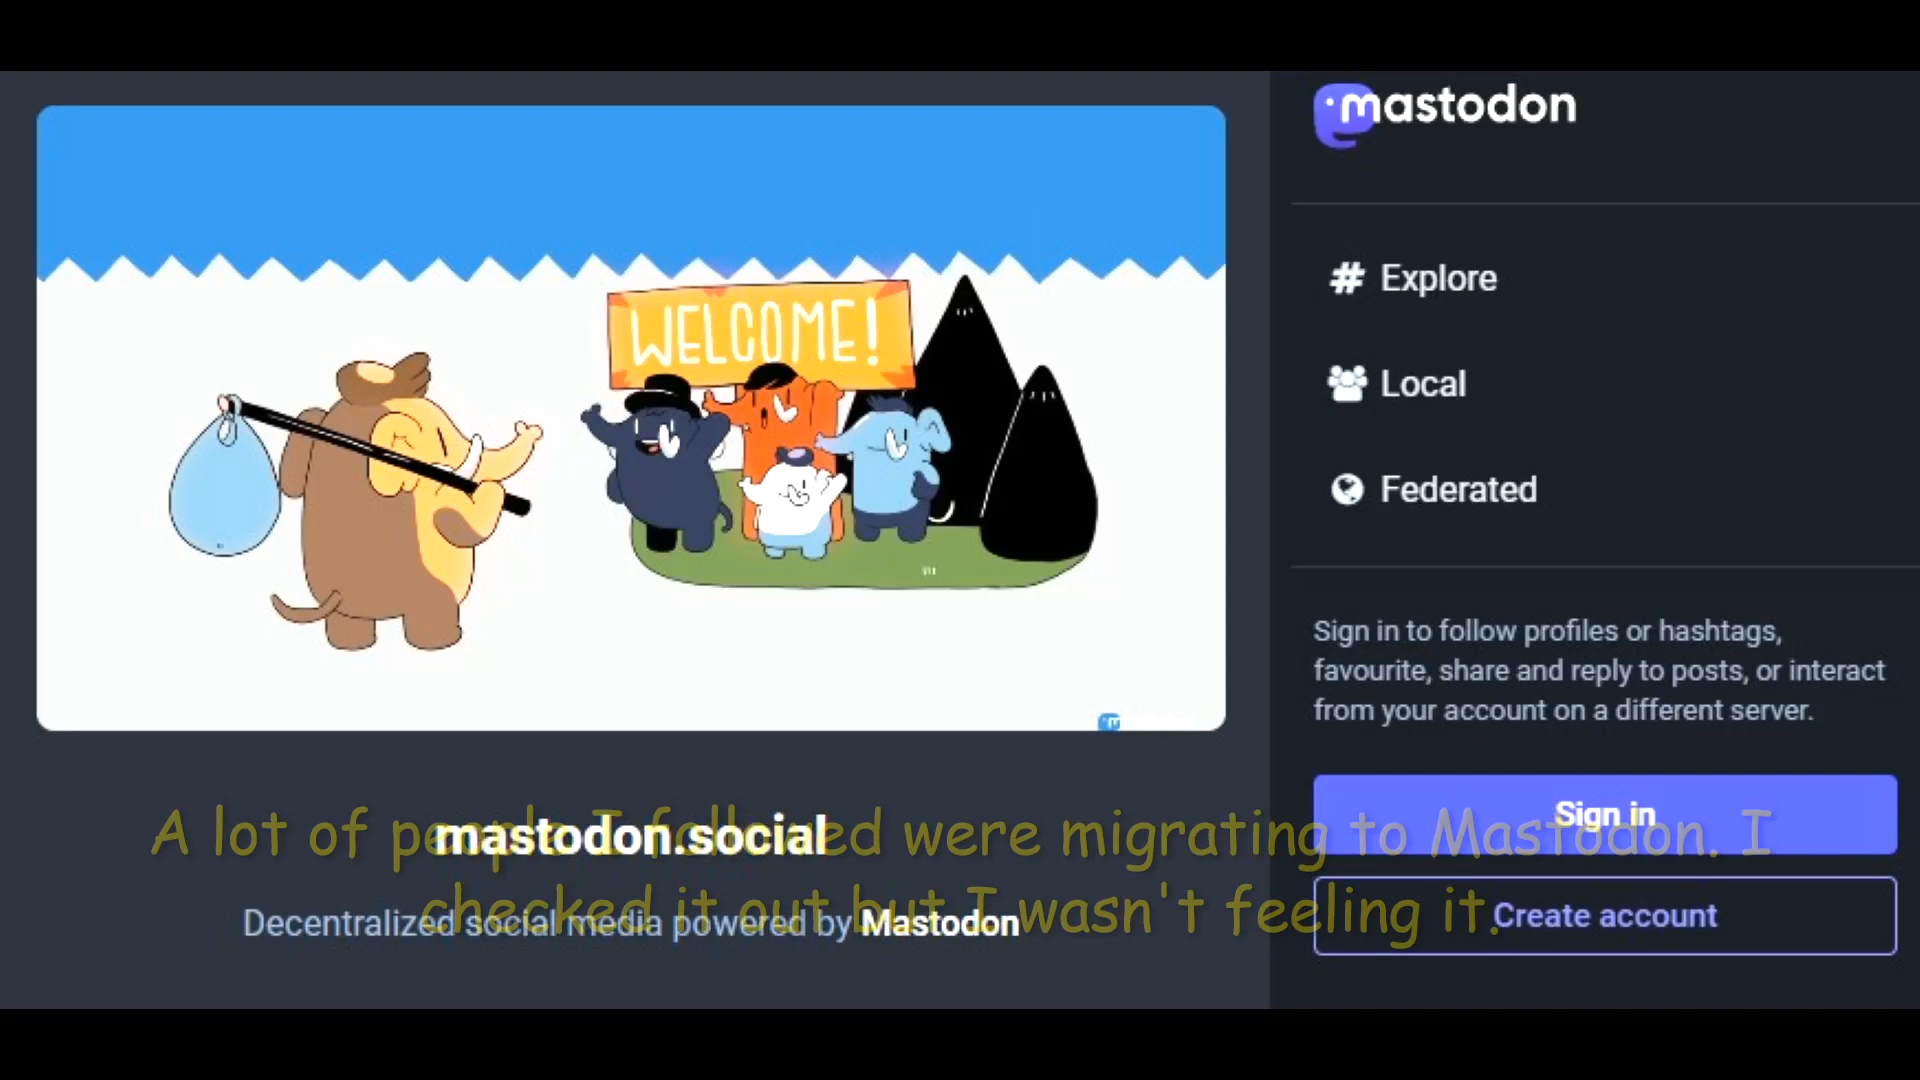 mastodon
WELCOME!
# Explore
Local
Federated
Sign in to follow profiles or hashtags,
favourite, share and reply to posts, or interact
from your account on a different server.
Sign in
Create account
mastodon.social
Decentralized social media powered by Mastodon
A lot of people I followed were migrating to Mastodon. I
checked it out but I wasn't feeling it.